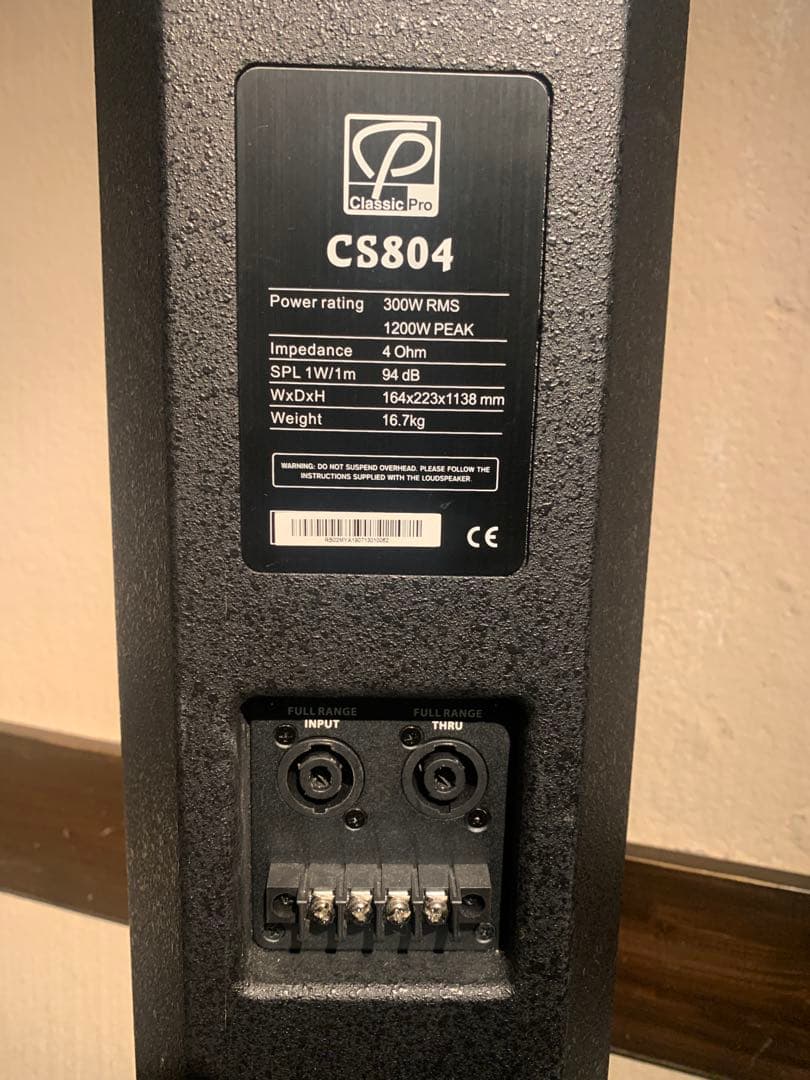 CP
Classic Pro
CS804
Power rating 300W RMS
1200W PEAK
Impedance 4 Ohm
SPL 1W/1m 94 dB
WxDxH 164x223x1138 mm
Weight 16.7kg
WARNING: DO NOT SUSPEND OVERHEAD. PLEASE FOLLOW THE
INSTRUCTIONS SUPPLIED WITH THE LOUDSPEAKER.
CE
FULL RANGE FULL RANGE
INPUT THRU